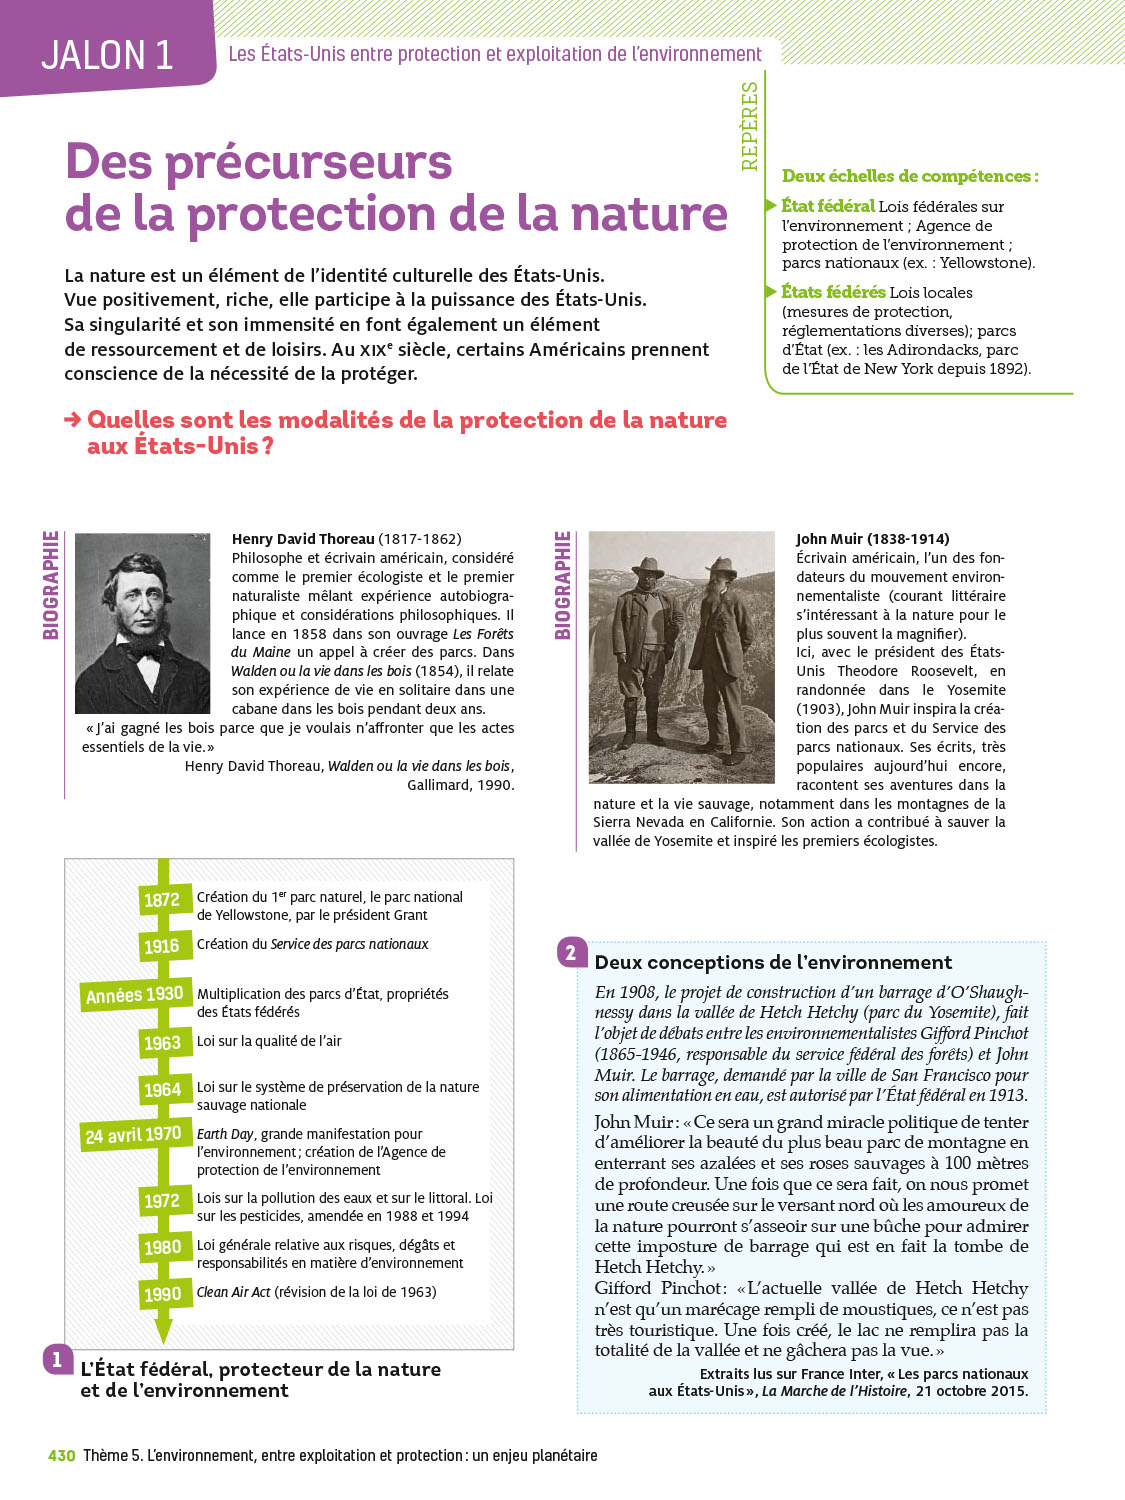 JALON 1
Les États-Unis entre protection et exploitation de l'environnement
Des précurseurs
de la protection de la nature
La nature est un élément de l'identité culturelle des États-Unis.
Vue positivement, riche, elle participe à la puissance des États-Unis.
Sa singularité et son immensité en font également un élément
de ressourcement et de loisirs. Au XIXe siècle, certains Américains prennent
conscience de la nécessité de la protéger.
→ Quelles sont les modalités de la protection de la nature
aux États-Unis ?
REPÈRES
Deux échelles de compétences :
État fédéral Lois fédérales sur
l'environnement ; Agence de
protection de l'environnement ;
parcs nationaux (ex. : Yellowstone).
États fédérés Lois locales
(mesures de protection,
réglementations diverses); parcs
d'État (ex. : les Adirondacks, parc
de l'État de New York depuis 1892).
BIOGRAPHIE
Henry David Thoreau (1817-1862)
Philosophe et écrivain américain, considéré
comme le premier écologiste et le premier
naturaliste mêlant expérience autobiogra-
phique et considérations philosophiques. Il
lance en 1858 dans son ouvrage Les Forêts
du Maine un appel à créer des parcs. Dans
Walden ou la vie dans les bois (1854), il relate
son expérience de vie en solitaire dans une
cabane dans les bois pendant deux ans.
« J'ai gagné les bois parce que je voulais n'affronter que les actes
essentiels de la vie. »
Henry David Thoreau, Walden ou la vie dans les bois,
Gallimard, 1990.
BIOGRAPHIE
John Muir (1838-1914)
Écrivain américain, l'un des fon-
dateurs du mouvement environ-
nementaliste (courant littéraire
s'intéressant à la nature pour le
plus souvent la magnifier).
Ici, avec le président des États-
Unis Theodore Roosevelt, en
randonnée dans le Yosemite
(1903), John Muir inspira la créa-
tion des parcs et du Service des
parcs nationaux. Ses écrits, très
populaires aujourd'hui encore,
racontent ses aventures dans la
nature et la vie sauvage, notamment dans les montagnes de la
Sierra Nevada en Californie. Son action a contribué à sauver la
vallée de Yosemite et inspiré les premiers écologistes.
1872 Création du 1er parc naturel, le parc national
de Yellowstone, par le président Grant
1916 Création du Service des parcs nationaux
Années 1930 Multiplication des parcs d'État, propriétés
des États fédérés
1963 Loi sur la qualité de l'air
1964 Loi sur le système de préservation de la nature
sauvage nationale
24 avril 1970 Earth Day, grande manifestation pour
l'environnement ; création de l'Agence de
protection de l'environnement
1972 Lois sur la pollution des eaux et sur le littoral. Loi
sur les pesticides, amendée en 1988 et 1994
1980 Loi générale relative aux risques, dégâts et
responsabilités en matière d'environnement
1990 Clean Air Act (révision de la loi de 1963)
1 L'État fédéral, protecteur de la nature
et de l'environnement
2 Deux conceptions de l'environnement
En 1908, le projet de construction d'un barrage d'O'Shaugh-
nessy dans la vallée de Hetch Hetchy (parc du Yosemite), fait
l'objet de débats entre les environnementalistes Gifford Pinchot
(1865-1946, responsable du service fédéral des forêts) et John
Muir. Le barrage, demandé par la ville de San Francisco pour
son alimentation en eau, est autorisé par l'État fédéral en 1913.
John Muir : « Ce sera un grand miracle politique de tenter
d'améliorer la beauté du plus beau parc de montagne en
enterrant ses azalées et ses roses sauvages à 100 mètres
de profondeur. Une fois que ce sera fait, on nous promet
une route creusée sur le versant nord où les amoureux de
la nature pourront s'asseoir sur une bûche pour admirer
cette imposture de barrage qui est en fait la tombe de
Hetch Hetchy. »
Gifford Pinchot : « L'actuelle vallée de Hetch Hetchy
n'est qu'un marécage rempli de moustiques, ce n'est pas
très touristique. Une fois créé, le lac ne remplira pas la
totalité de la vallée et ne gâchera pas la vue. »
Extraits lus sur France Inter, « Les parcs nationaux
aux États-Unis », La Marche de l'Histoire, 21 octobre 2015.
430 Thème 5. L'environnement, entre exploitation et protection : un enjeu planétaire